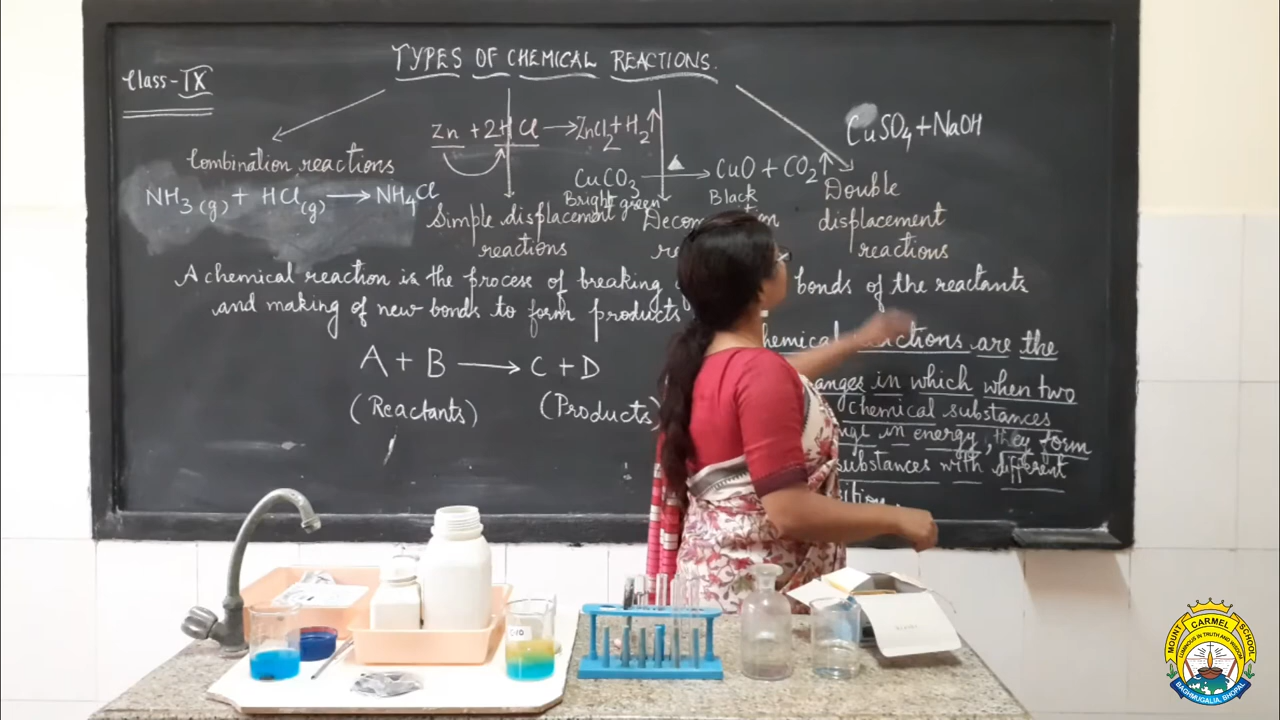 TYPES OF CHEMICAL REACTIONS.
Class - IX
Combination reactions
NH3(g) + HCl(g) → NH4Cl
Zn + 2HCl → ZnCl2 + H2↑
Simple displacement
reactions
CuCO3 → CuO + CO2↑
Bright green Black
CuSO4 + NaOH
Double
displacement
reactions
A chemical reaction is the process of breaking bonds of the reactants
and making of new bonds to form products
A + B → C + D
(Reactants) (Products)
reactions are the
in which when two
chemical substances
in energy, they form
substances with different
MOUNT CARMEL SCHOOL
BAGHMUGALIA, BHOPAL